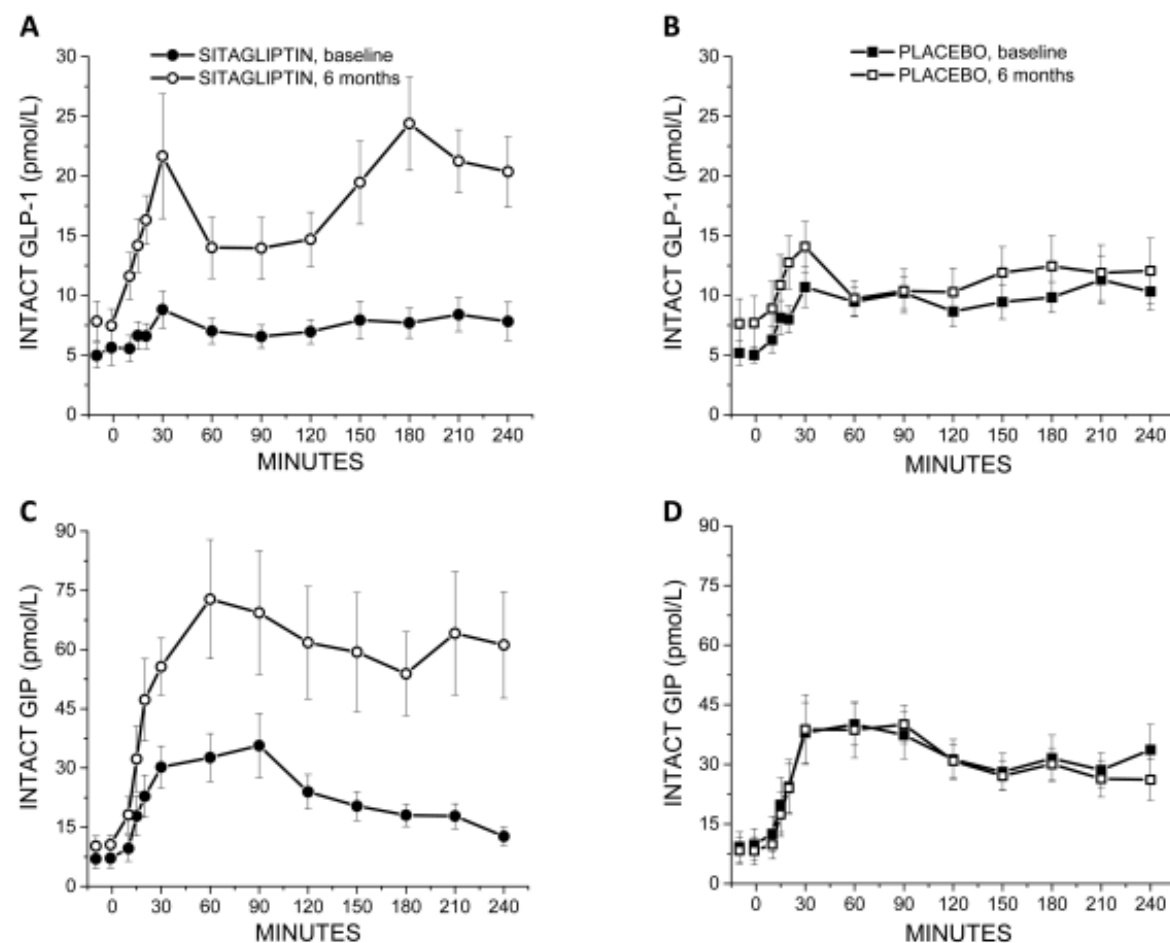 A
SITAGLIPTIN, baseline
SITAGLIPTIN, 6 months
30
25
20
15
10
5
0
INTACT GLP-1 (pmol/L)
0 30 60 90 120 150 180 210 240
MINUTES
B
PLACEBO, baseline
PLACEBO, 6 months
30
25
20
15
10
5
0
INTACT GLP-1 (pmol/L)
0 30 60 90 120 150 180 210 240
MINUTES
C
90
75
60
45
30
15
0
INTACT GIP (pmol/L)
0 30 60 90 120 150 180 210 240
MINUTES
D
90
75
60
45
30
15
0
INTACT GIP (pmol/L)
0 30 60 90 120 150 180 210 240
MINUTES